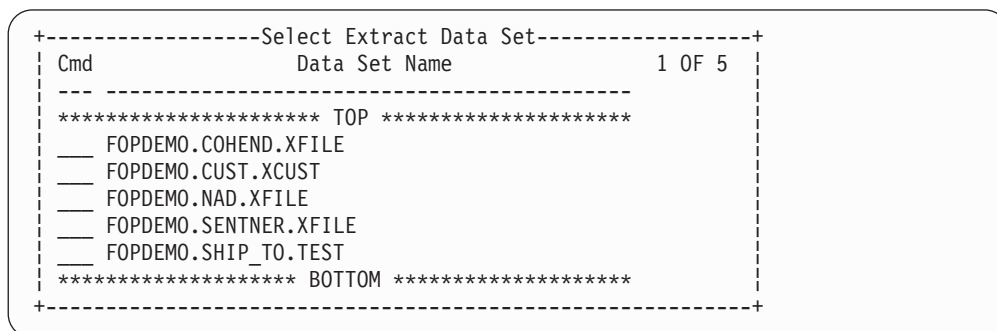 +------------------Select Extract Data Set------------------+
| Cmd Data Set Name 1 OF 5 |
| --- -------------------------------------------- |
| ********************** TOP ********************* |
| ___ FOPDEMO.COHEND.XFILE |
| ___ FOPDEMO.CUST.XCUST |
| ___ FOPDEMO.NAD.XFILE |
| ___ FOPDEMO.SENTNER.XFILE |
| ___ FOPDEMO.SHIP_TO.TEST |
| ******************** BOTTOM ******************** |
+-----------------------------------------------------------+